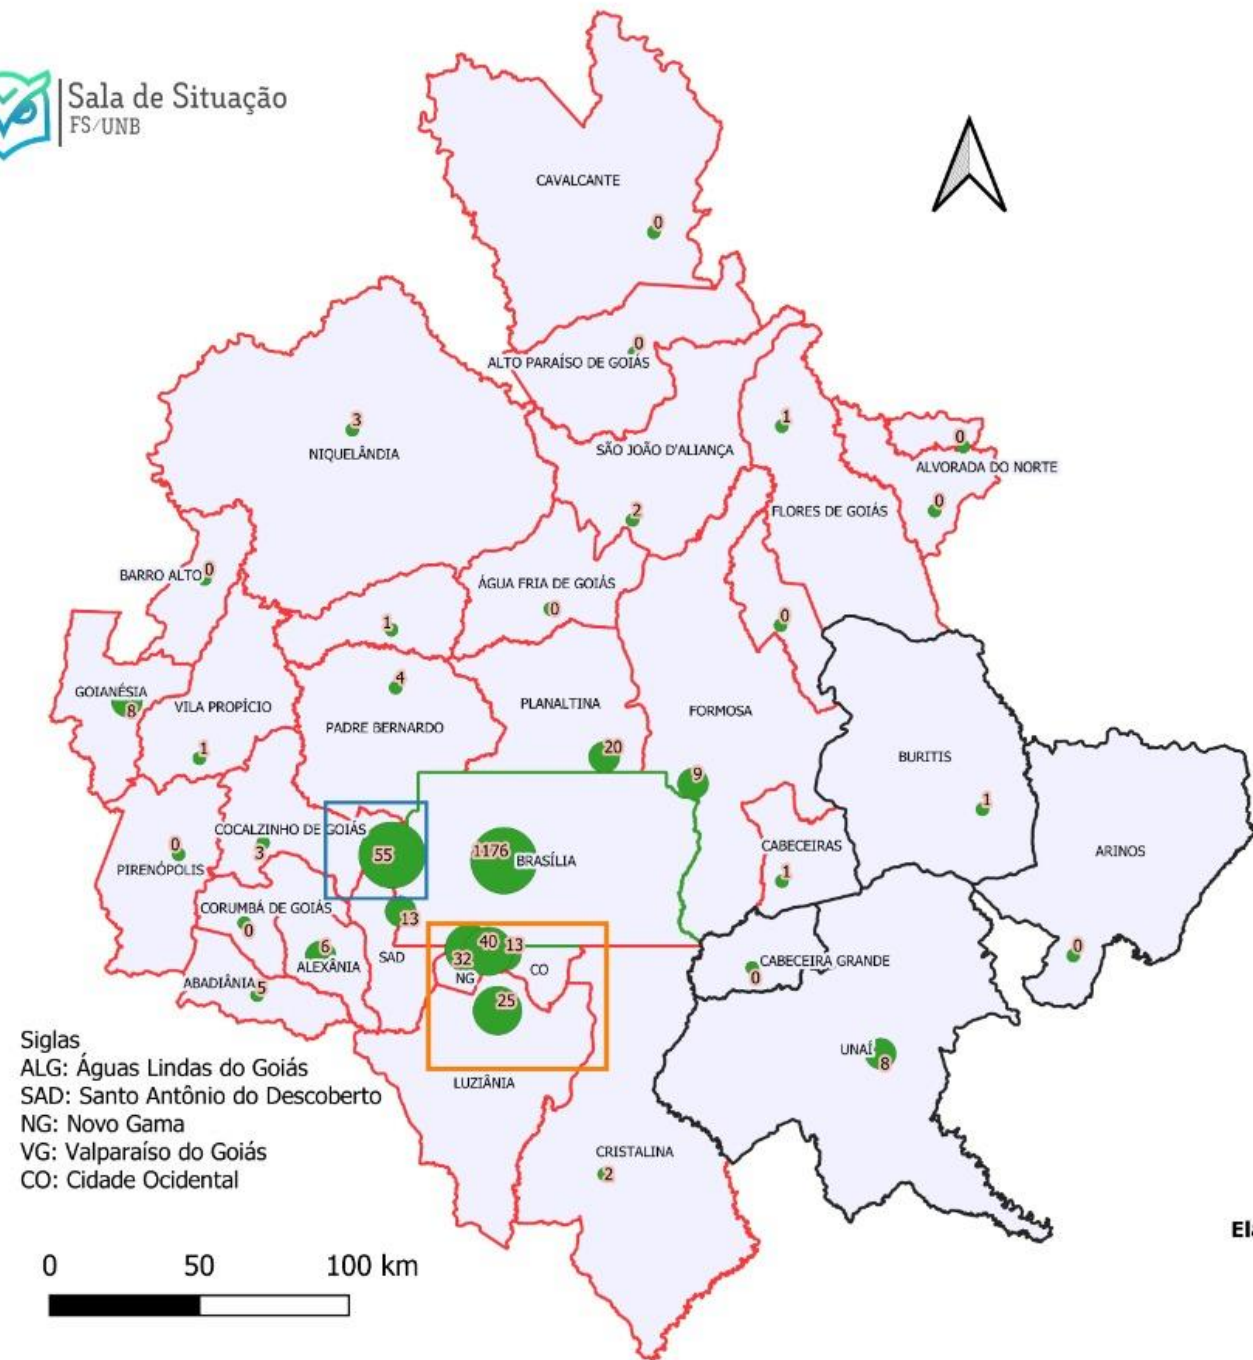 Sala de Situação
FS/UNB
CAVALCANTE
0
0
ALTO PARAÍSO DE GOIÁS
3
NIQUELÂNDIA
1
SÃO JOÃO D'ALIANÇA
0
ALVORADA DO NORTE
2
0
FLORES DE GOIÁS
BARRO ALTO
0
ÁGUA FRIA DE GOIÁS
0
1
0
4
GOIANÉSIA
8
VILA PROPÍCIO
PLANALTINA
FORMOSA
PADRE BERNARDO
1
20
BURITIS
9
1
COCALZINHO DE GOIÁS
3
0
PIRENÓPOLIS
55
1176
BRASÍLIA
CABECEIRAS
1
ARINOS
CORUMBÁ DE GOIÁS
0
13
6
ALEXÂNIA
SAD
32
40
13
NG
CO
CABECEIRA GRANDE
0
0
ABADIÂNIA
5
25
UNAÍ
8
LUZIÂNIA
Siglas
ALG: Águas Lindas do Goiás
SAD: Santo Antônio do Descoberto
NG: Novo Gama
VG: Valparaíso do Goiás
CO: Cidade Ocidental
CRISTALINA
2
Ela
0 50 100 km